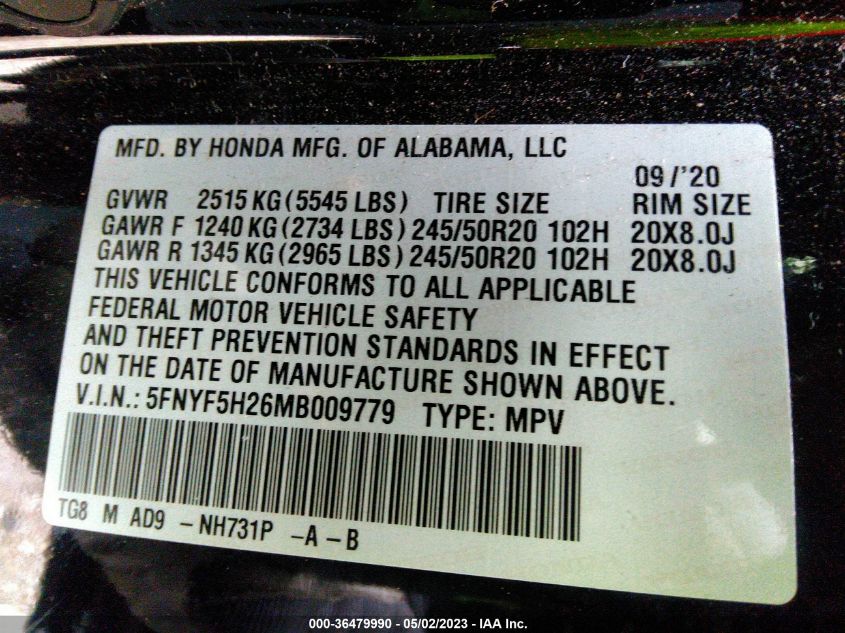 MFD. BY HONDA MFG. OF ALABAMA, LLC
09/'20
GVWR 2515 KG (5545 LBS) TIRE SIZE RIM SIZE
GAWR F 1240 KG (2734 LBS) 245/50R20 102H 20X8.0J
GAWR R 1345 KG (2965 LBS) 245/50R20 102H 20X8.0J
THIS VEHICLE CONFORMS TO ALL APPLICABLE
FEDERAL MOTOR VEHICLE SAFETY
AND THEFT PREVENTION STANDARDS IN EFFECT
ON THE DATE OF MANUFACTURE SHOWN ABOVE.
V.I.N.: 5FNYF5H26MB009779 TYPE: MPV
TG8 M AD9 -NH731P -A-B
000-36479990 - 05/02/2023 - IAA Inc.